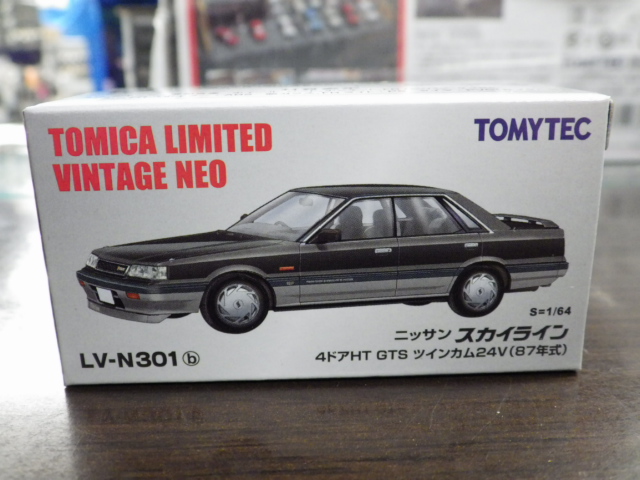 TOMICA LIMITED
VINTAGE NEO
TOMYTEC
S=1/64
ニッサン スカイライン
LV-N301 ⓑ
4ドアHT GTS ツインカム24V(87年式)